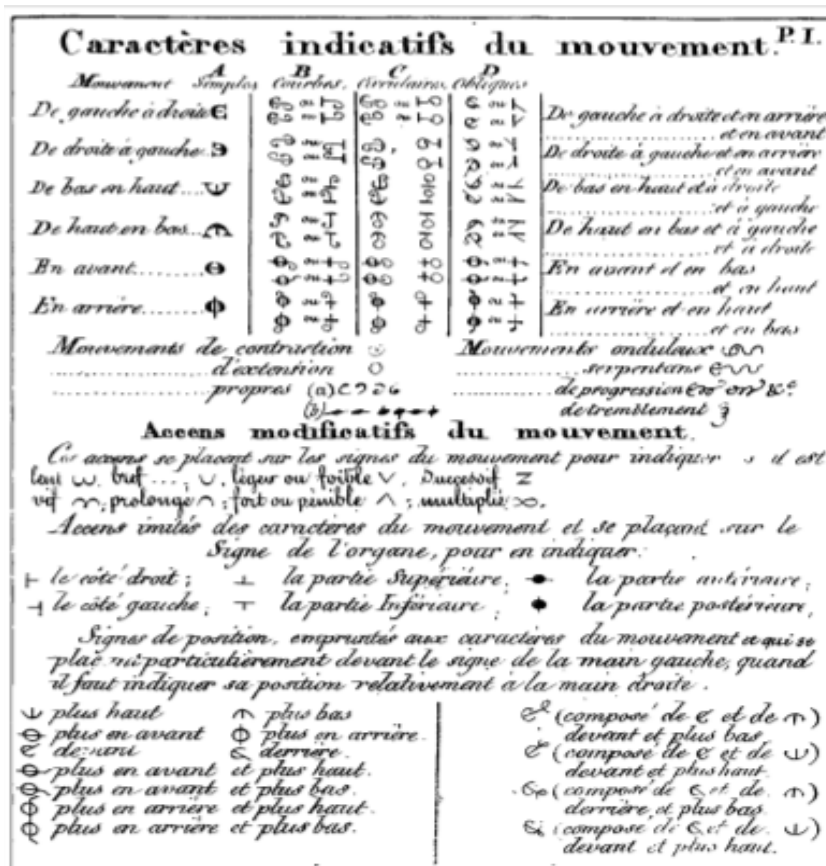 Caractères indicatifs du mouvement. P. I.
Mouvement A Simples B Courbes. C Circulaires. D Obliques
De gauche à droite De gauche à droite et en arrière
et en avant
De droite à gauche De droite à gauche et en arrière
et en avant
De bas en haut De bas en haut et à droite
et à gauche
De haut en bas De haut en bas et à gauche
et à droite
En avant En avant et en bas
et en haut
En arrière En arrière et en haut
et en bas
Mouvements de contraction Mouvements onduleux
d'extension serpentans
propres (a) de progression &c.
(b) de tremblement
Accens modificatifs du mouvement.
Ces accens se placent sur les signes du mouvement pour indiquer il est
lent, bref, léger ou foible, Successif
vif, prolongé, fort ou pénible, multiplié.
Accens imités des caractères du mouvement et se plaçant sur le
Signe de l'organe, pour en indiquer:
le côté droit; la partie Supérieure, la partie antérieure;
le côté gauche; la partie Inférieure; la partie postérieure,
Signes de position, empruntés aux caractères du mouvement et qui se
particulièrement devant le signe de la main gauche, quand
il faut indiquer sa position relativement à la main droite.
plus haut plus bas (composé de et de )
plus en avant plus en arrière. devant et plus bas
devant derrière. (composé de et de )
plus en avant et plus haut. devant et plus haut.
plus en avant et plus bas. (composé de et de )
plus en arrière et plus haut. derrière et plus bas
plus en arrière et plus bas. (composé de et de )
devant et plus haut.